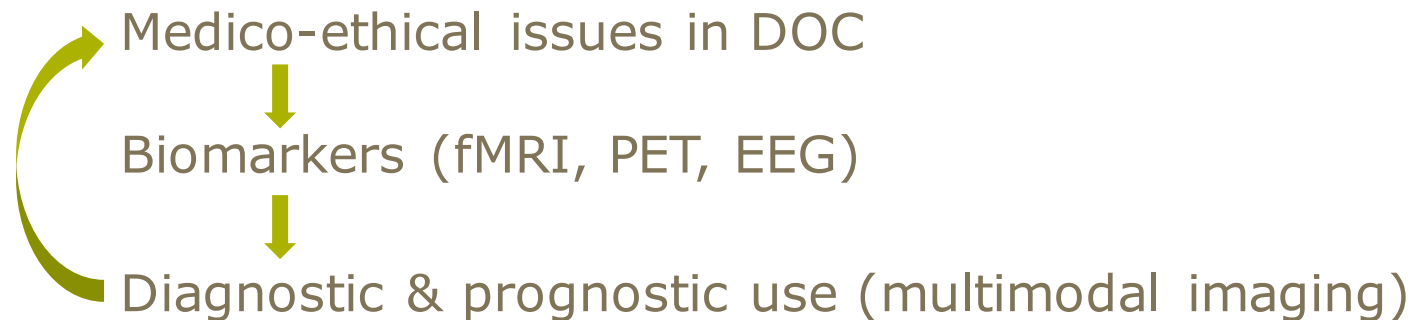 Medico-ethical issues in DOC
Biomarkers (fMRI, PET, EEG)
Diagnostic & prognostic use (multimodal imaging)